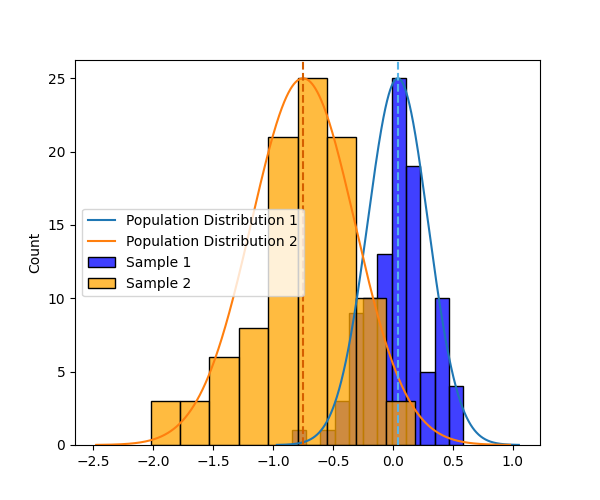 25
20
15
10
5
0
Count
Population Distribution 1
Population Distribution 2
Sample 1
Sample 2
−2.5 −2.0 −1.5 −1.0 −0.5 0.0 0.5 1.0